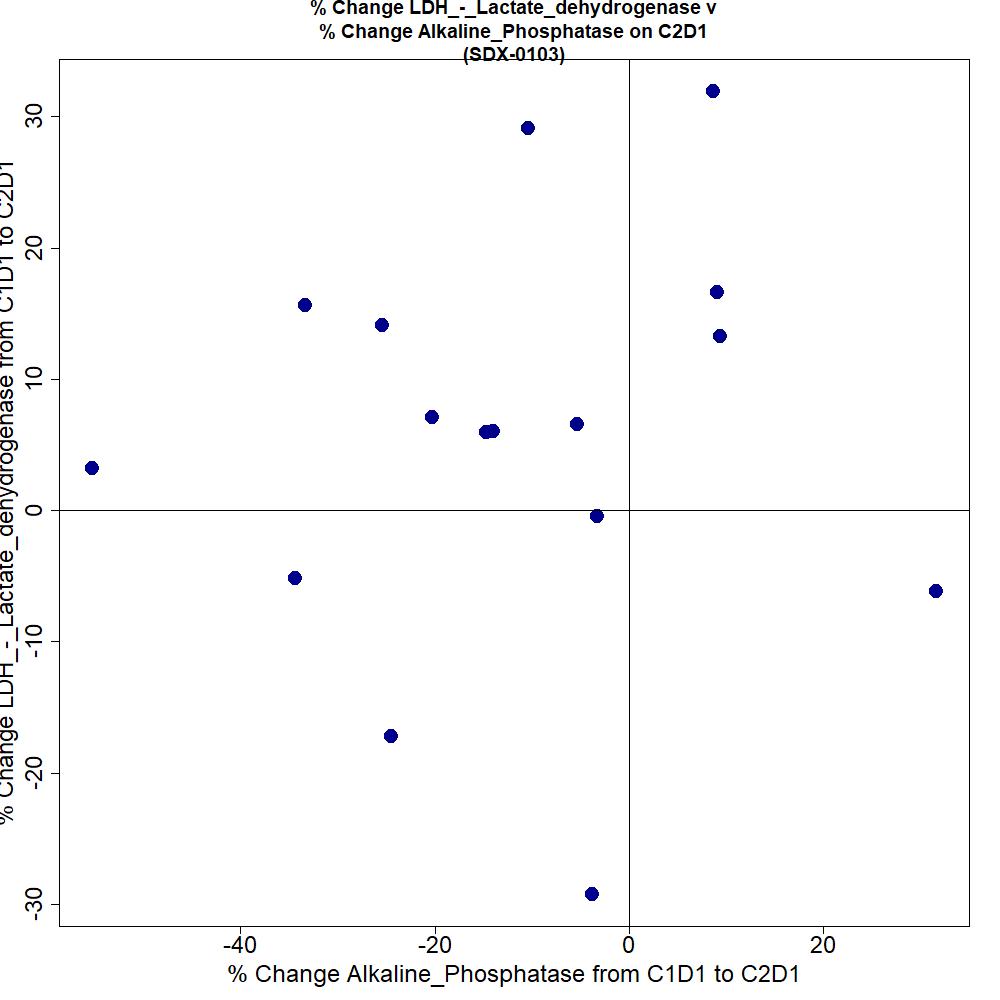 % Change LDH_-_Lactate_dehydrogenase v
% Change Alkaline_Phosphatase on C2D1
(SDX-0103)
% Change LDH_-_Lactate_dehydrogenase from C1D1 to C2D1
30
20
10
0
-10
-20
-30
-40
-20
0
20
% Change Alkaline_Phosphatase from C1D1 to C2D1